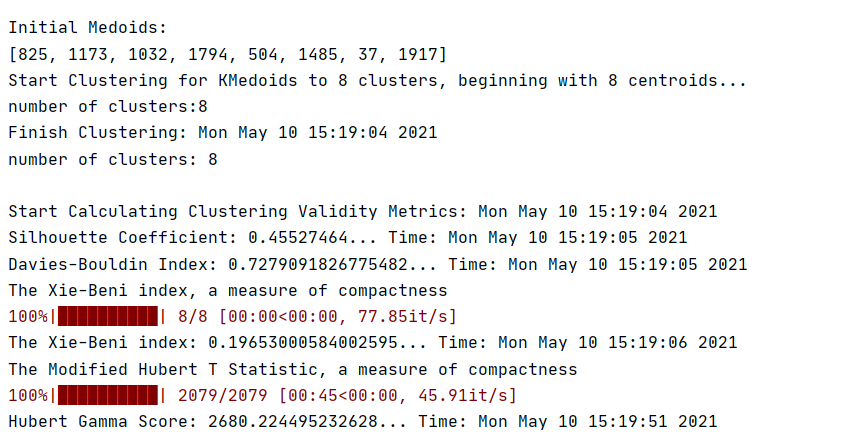 Initial Medoids:
[825, 1173, 1032, 1794, 504, 1485, 37, 1917]
Start Clustering for KMedoids to 8 clusters, beginning with 8 centroids...
number of clusters:8
Finish Clustering: Mon May 10 15:19:04 2021
number of clusters: 8
Start Calculating Clustering Validity Metrics: Mon May 10 15:19:04 2021
Silhouette Coefficient: 0.45527464... Time: Mon May 10 15:19:05 2021
Davies-Bouldin Index: 0.7279091826775482... Time: Mon May 10 15:19:05 2021
The Xie-Beni index, a measure of compactness
100%|██████████| 8/8 [00:00<00:00, 77.85it/s]
The Xie-Beni index: 0.19653000584002595... Time: Mon May 10 15:19:06 2021
The Modified Hubert T Statistic, a measure of compactness
100%|██████████| 2079/2079 [00:45<00:00, 45.91it/s]
Hubert Gamma Score: 2680.224495232628... Time: Mon May 10 15:19:51 2021